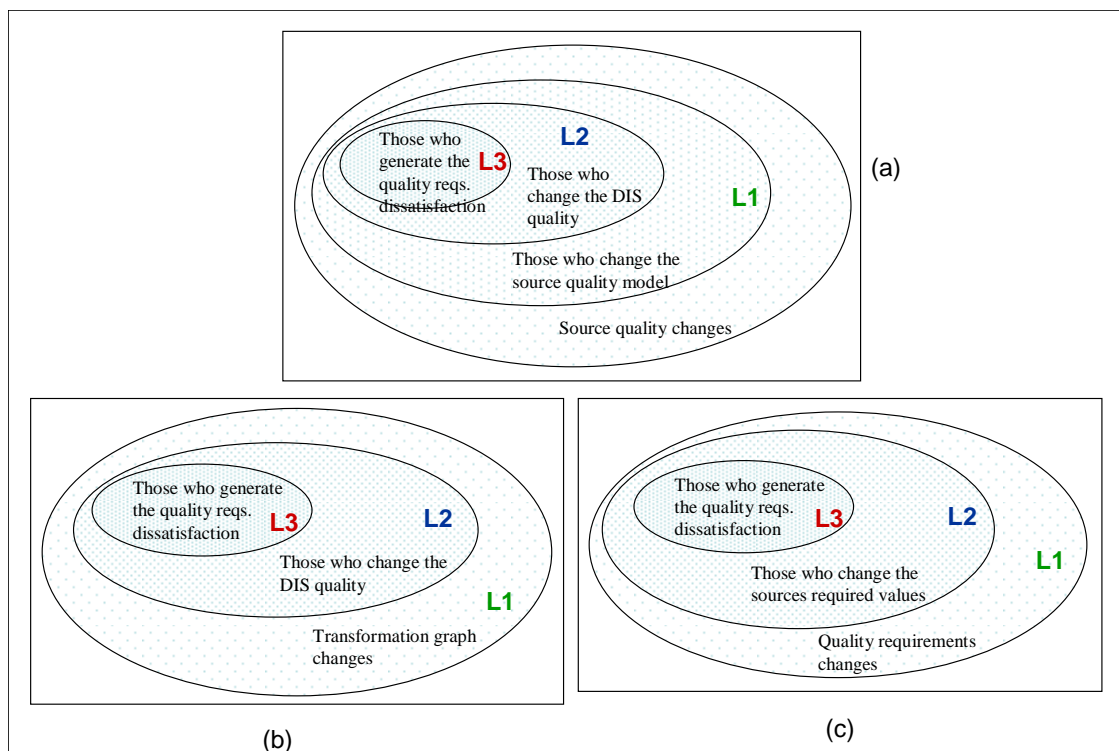 Those who
generate the
quality reqs.
dissatisfaction
L3
L2
Those who
change the DIS
quality
L1
Those who change the
source quality model
Source quality changes
(a)
Those who generate
the quality reqs.
dissatisfaction
L3
L2
Those who change the
DIS quality
L1
Transformation graph
changes
(b)
Those who generate
the quality reqs.
dissatisfaction
L3
L2
Those who change the
sources required values
L1
Quality requirements
changes
(c)